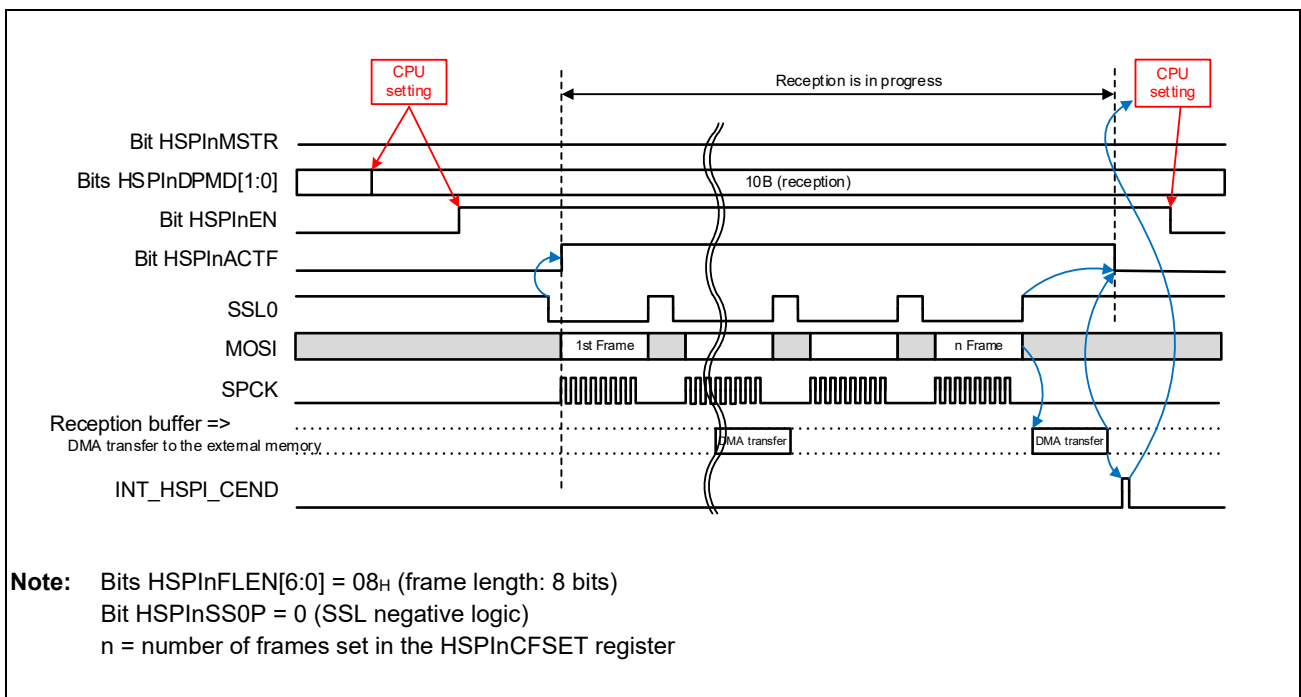 CPU
setting
Reception is in progress
CPU
setting
Bit HSPInMSTR
Bits HSPInDPMD[1:0]
10B (reception)
Bit HSPInEN
Bit HSPInACTF
SSL0
MOSI
1st Frame
n Frame
SPCK
Reception buffer =>
DMA transfer to the external memory
DMA transfer
DMA transfer
INT_HSPI_CEND
Note: Bits HSPInFLEN[6:0] = 08H (frame length: 8 bits)
Bit HSPInSS0P = 0 (SSL negative logic)
n = number of frames set in the HSPInCFSET register